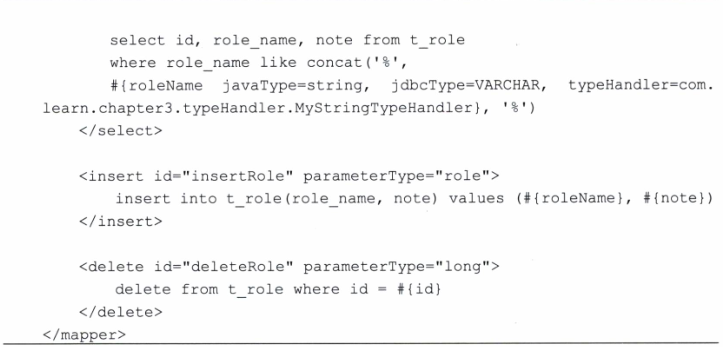 select id, role_name, note from t_role
where role_name like concat('%',
#{roleName javaType=string, jdbcType=VARCHAR, typeHandler=com.
learn.chapter3.typeHandler.MyStringTypeHandler}, '%')
</select>
<insert id="insertRole" parameterType="role">
insert into t_role(role_name, note) values (#{roleName}, #{note})
</insert>
<delete id="deleteRole" parameterType="long">
delete from t_role where id = #{id}
</delete>
</mapper>